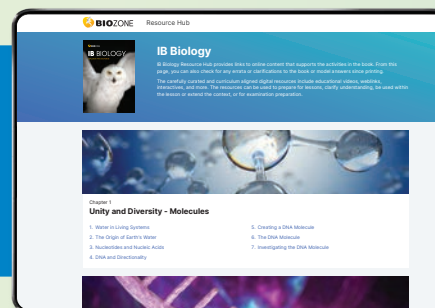 BIOZONE Resource Hub
IB BIOLOGY
IB Biology
IB Biology Resource Hub provides links to online content that supports the activities in the book. From this
page, you can also check for any errata or clarifications to the book or model answers since printing.
The carefully curated and curriculum aligned digital resources include educational videos, weblinks,
interactives, and more. The resources can be used to prepare for lessons, clarify understanding, be used within
the lesson or extend the context, or for examination preparation.
Chapter 1
Unity and Diversity - Molecules
1. Water in Living Systems
2. The Origin of Earth's Water
3. Nucleotides and Nucleic Acids
4. DNA and Directionality
5. Creating a DNA Molecule
6. The DNA Molecule
7. Investigating the DNA Molecule